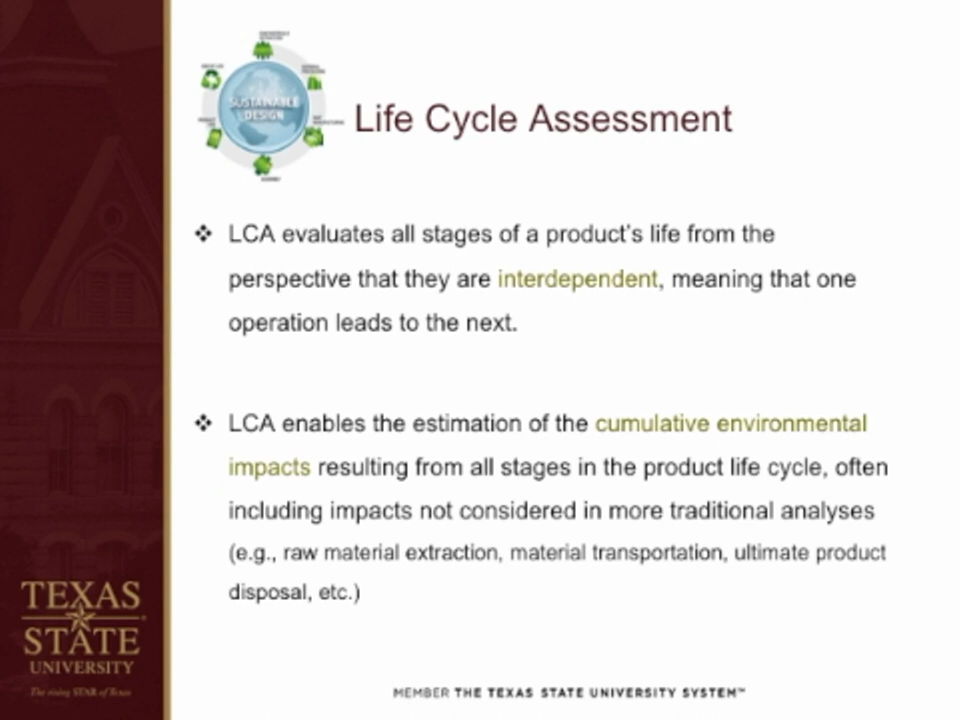 SUSTAINABLE
DESIGN
Life Cycle Assessment
❖ LCA evaluates all stages of a product's life from the
perspective that they are interdependent, meaning that one
operation leads to the next.
❖ LCA enables the estimation of the cumulative environmental
impacts resulting from all stages in the product life cycle, often
including impacts not considered in more traditional analyses
(e.g., raw material extraction, material transportation, ultimate product
disposal, etc.)
TEXAS
STATE
UNIVERSITY
The rising STAR of Texas
MEMBER THE TEXAS STATE UNIVERSITY SYSTEM™